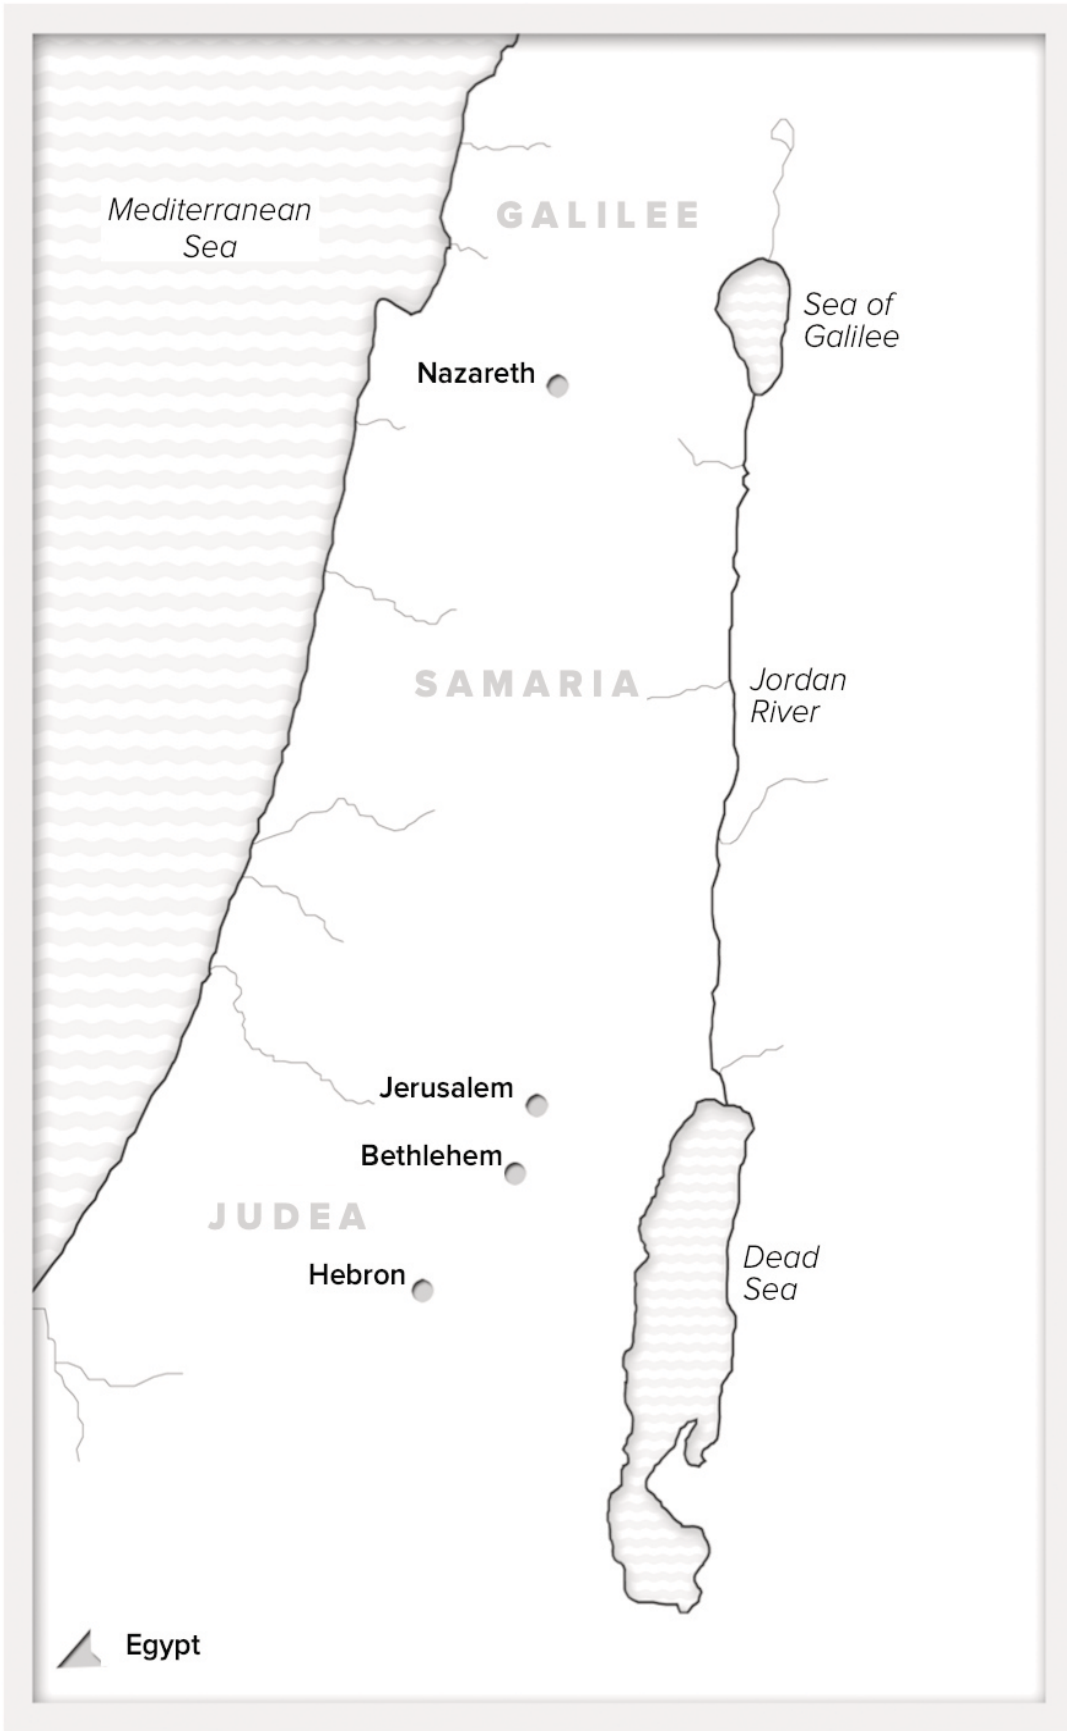 Mediterranean
Sea
GALILEE
Sea of
Galilee
Nazareth
SAMARIA
Jordan
River
Jerusalem
Bethlehem
JUDEA
Dead
Sea
Hebron
Egypt